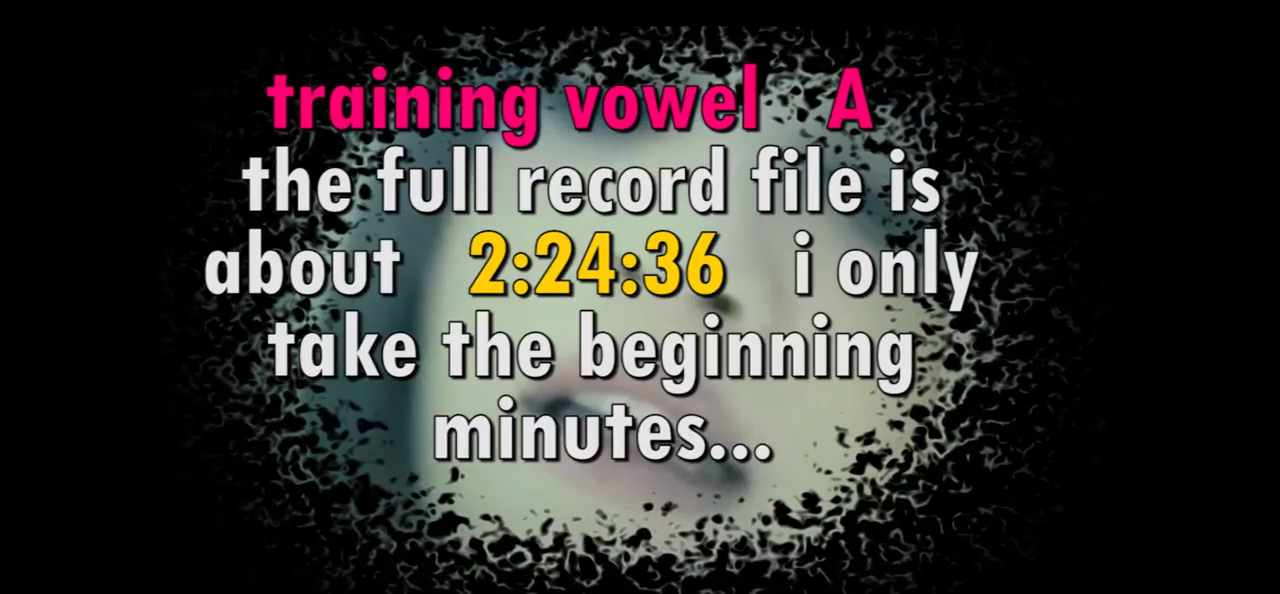 training vowel A
the full record file is
about 2:24:36 i only
take the beginning
minutes...